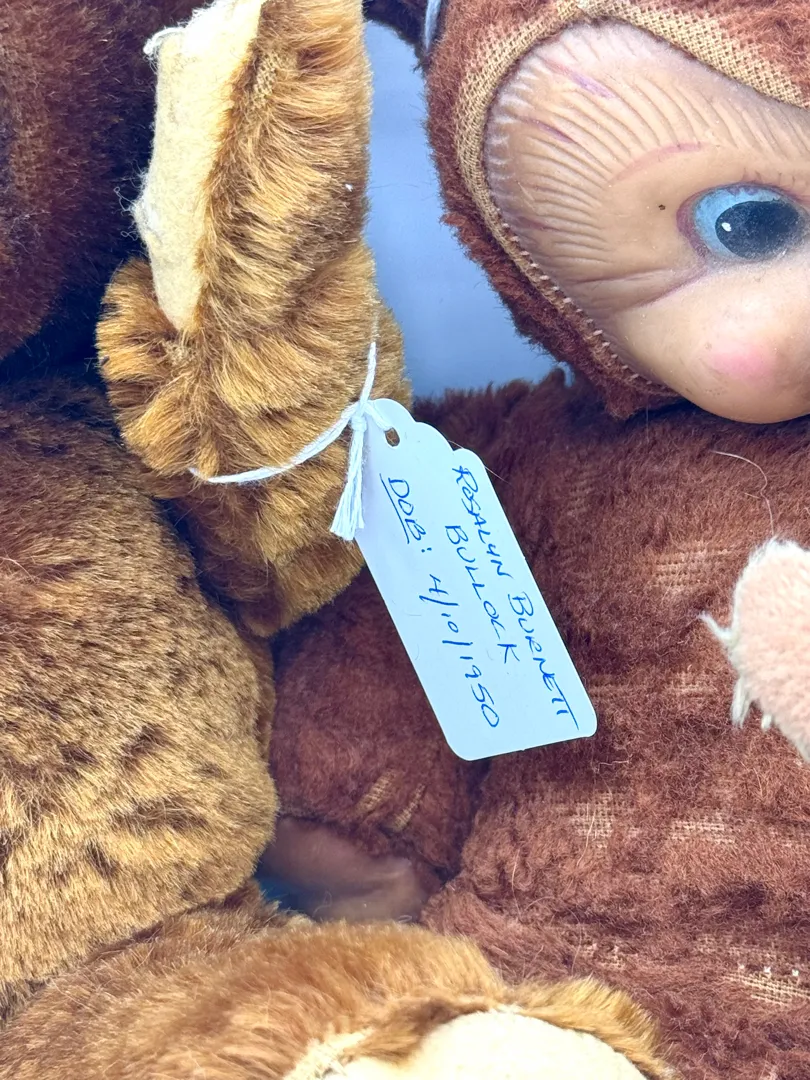 ROSALYN BURNETT
BULLOCK
DOB: 4/10/1950